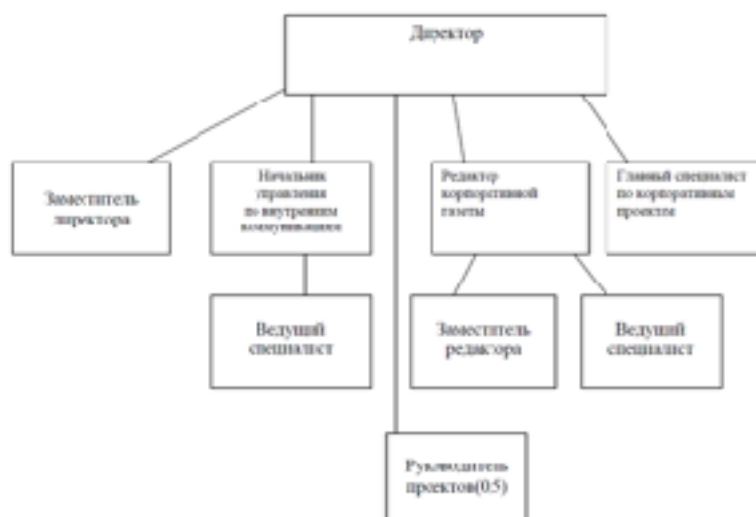 Директор
Заместитель
директора
Начальник
управления
по внутренним
коммуникациям
Редактор
корпоративной
газеты
Главный специалист
по корпоративным
проектам
Ведущий
специалист
Заместитель
редактора
Ведущий
специалист
Руководитель
проектов(0.5)